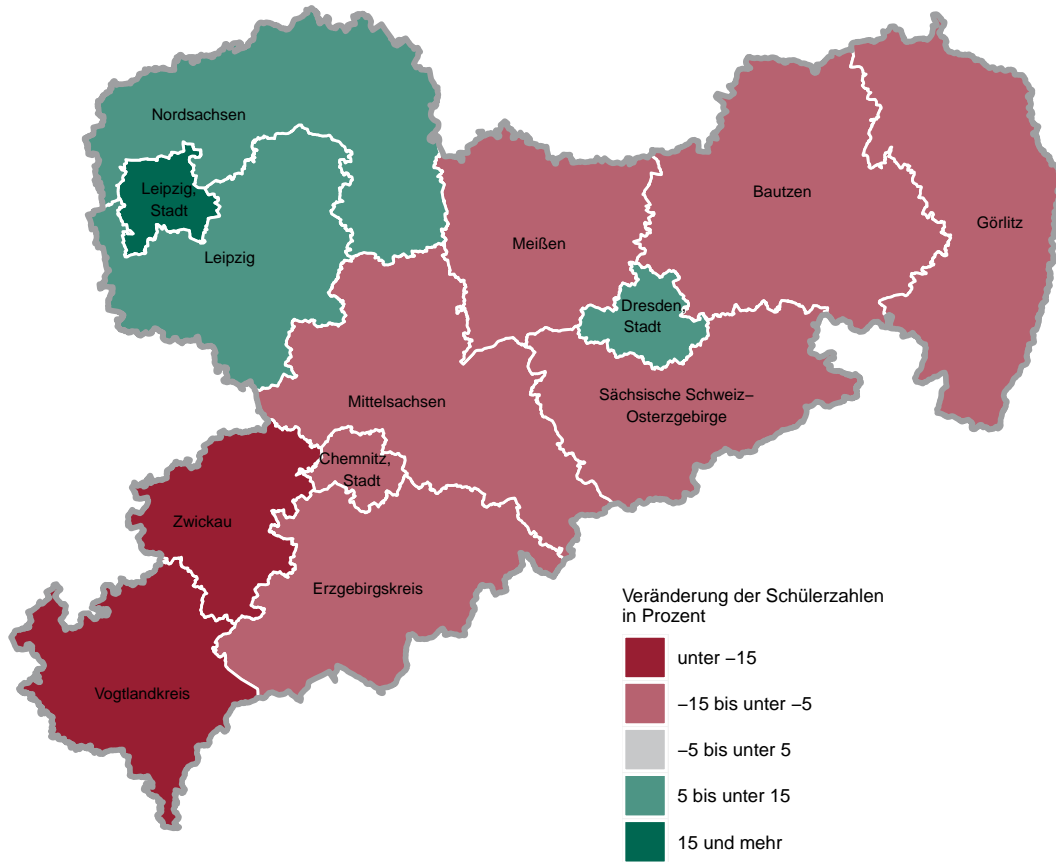 Nordsachsen
Leipzig,
Stadt
Leipzig
Meißen
Bautzen
Görlitz
Dresden,
Stadt
Sächsische Schweiz–
Osterzgebirge
Mittelsachsen
Chemnitz,
Stadt
Zwickau
Erzgebirgskreis
Vogtlandkreis
Veränderung der Schülerzahlen
in Prozent
unter −15
−15 bis unter −5
−5 bis unter 5
5 bis unter 15
15 und mehr